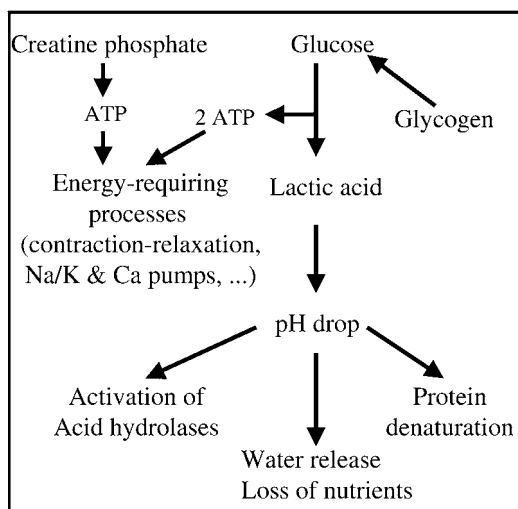 Creatine phosphate
Glucose
ATP
2 ATP
Glycogen
Energy-requiring
processes
(contraction-relaxation,
Na/K & Ca pumps, ...)
Lactic acid
pH drop
Activation of
Acid hydrolases
Protein
denaturation
Water release
Loss of nutrients